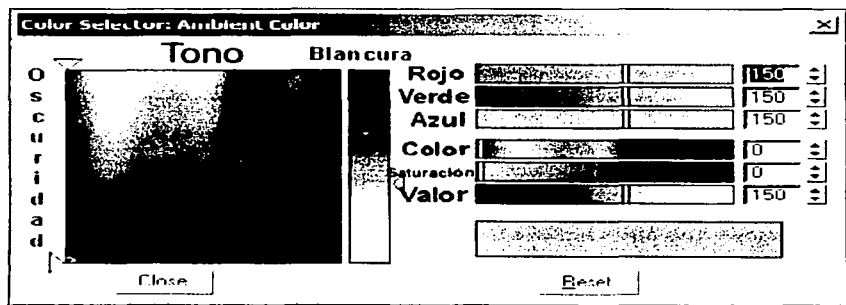 Color Selector: Ambient Color
Tono
Blancura
Oscuridad
Rojo 150
Verde 150
Azul 150
Color 0
Saturación 0
Valor 150
Close
Reset